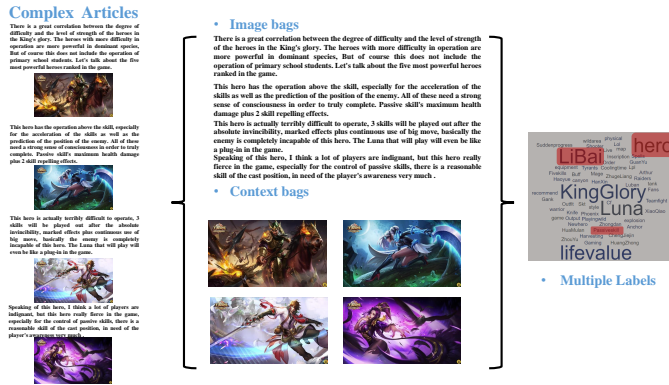 Complex Articles
There is a great correlation between the degree of
difficulty and the level of strength of the heroes in the
King's glory. The heroes with more difficulty in
operation are more powerful in dominant species,
But of course this does not include the operation of
primary school students. Let's talk about the five
most powerful heroes ranked in the game.
This hero has the operation above the skill, especially
for the acceleration of the skills as well as the
prediction of the position of the enemy. All of these
need a strong sense of consciousness in order to truly
complete. Passive skill's maximum health damage
plus 2 skill repelling effects.
This hero is actually terribly difficult to operate, 3
skills will be played out after the absolute
invincibility, marked effects plus continuous use of
big move, basically the enemy is completely
incapable of this hero. The Luna that will play will
even be like a plug-in in the game.
Speaking of this hero, I think a lot of players are
indignant, but this hero really fierce in the game,
especially for the control of passive skills, there is a
reasonable skill of the cast position, in need of the
player's awareness very much .
• Image bags
There is a great correlation between the degree of difficulty and the level of strength
of the heroes in the King's glory. The heroes with more difficulty in operation are
more powerful in dominant species, But of course this does not include the
operation of primary school students. Let's talk about the five most powerful heroes
ranked in the game.
This hero has the operation above the skill, especially for the acceleration of the
skills as well as the prediction of the position of the enemy. All of these need a strong
sense of consciousness in order to truly complete. Passive skill's maximum health
damage plus 2 skill repelling effects.
This hero is actually terribly difficult to operate, 3 skills will be played out after the
absolute invincibility, marked effects plus continuous use of big move, basically the
enemy is completely incapable of this hero. The Luna that will play will even be like
a plug-in in the game.
Speaking of this hero, I think a lot of players are indignant, but this hero really
fierce in the game, especially for the control of passive skills, there is a reasonable
skill of the cast position, in need of the player's awareness very much .
• Context bags
physical
LiBai
hero
KingGlory
Luna
lifevalue
• Multiple Labels